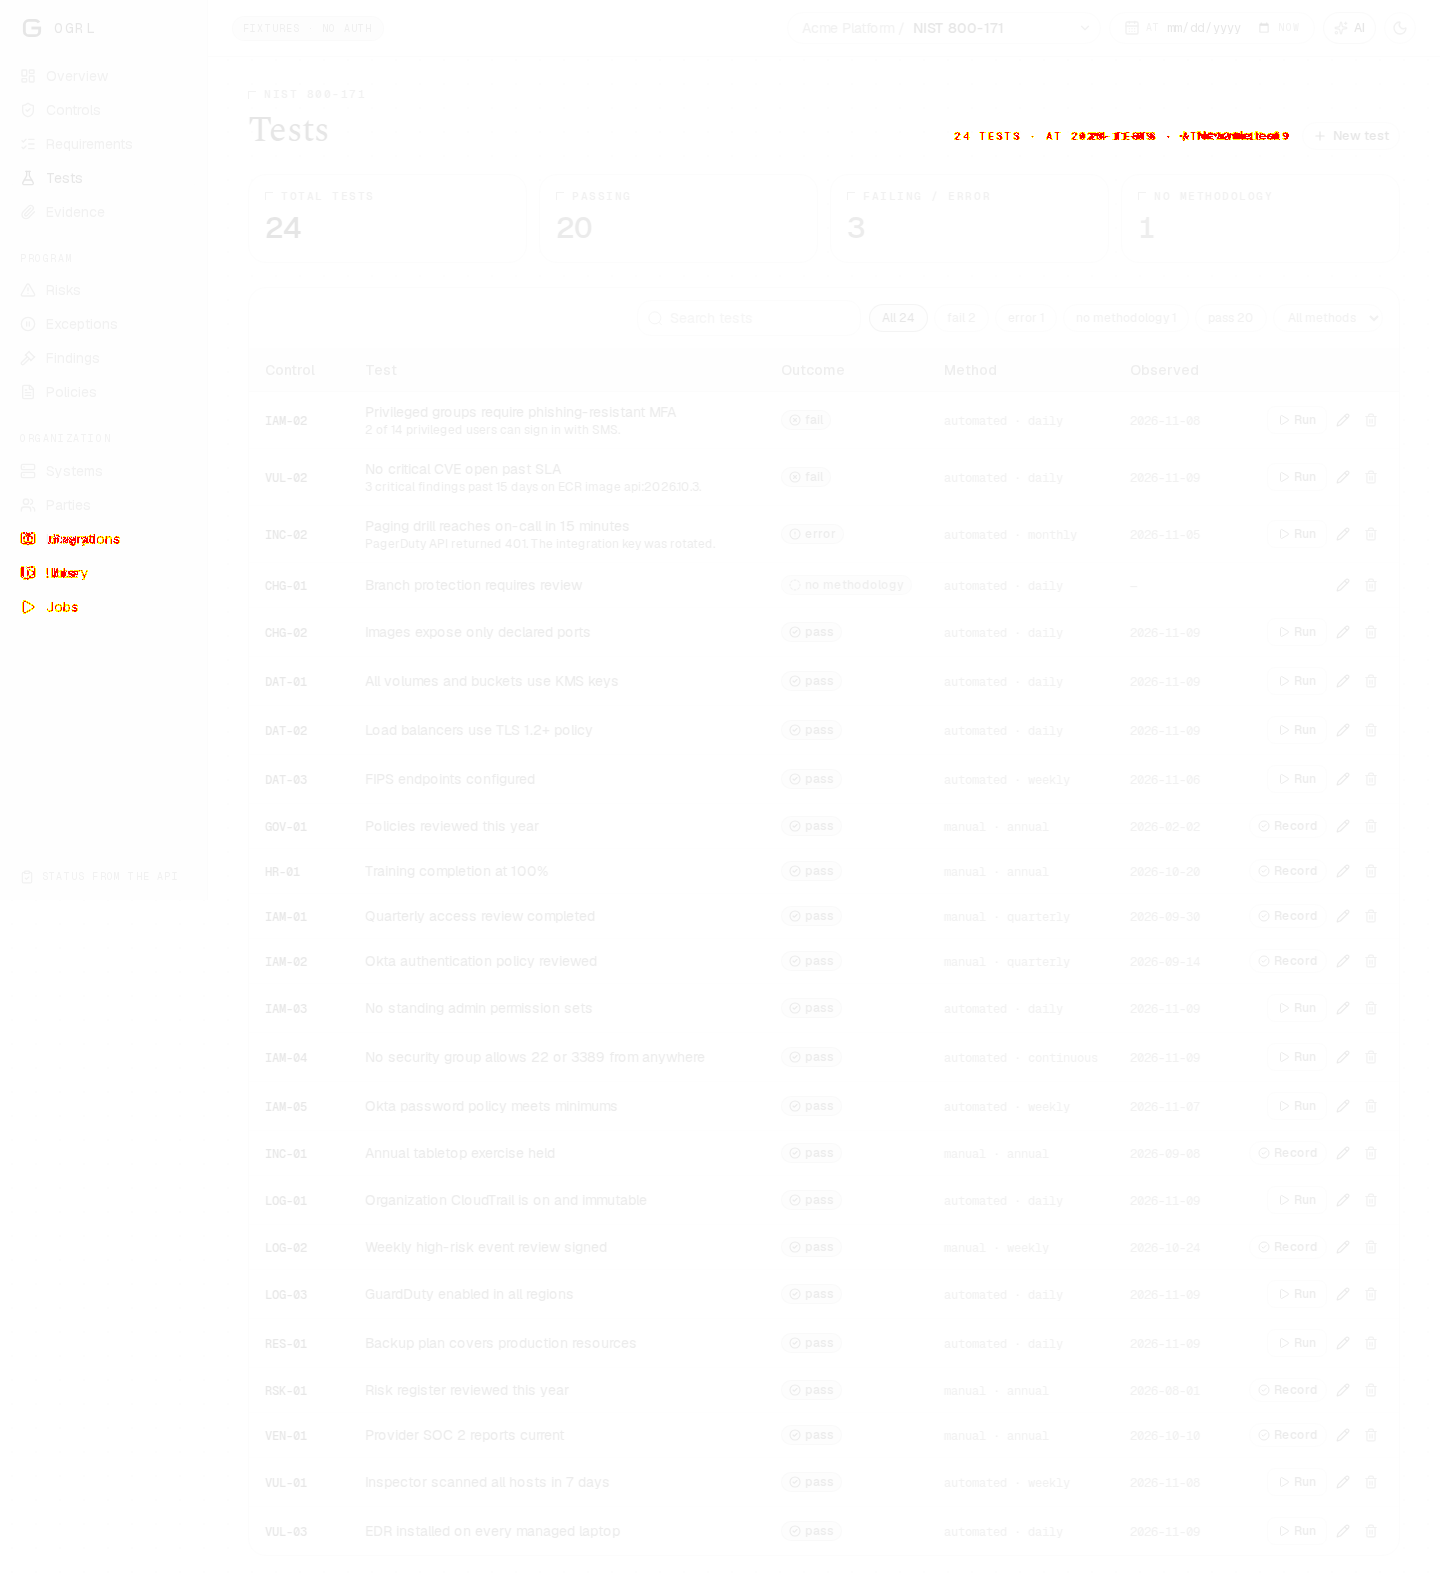 OGRL
FIXTURES NO AUTH
Acme Platform / NIST 800-171
AT mm/dd/yyyy NOW
AI
Overview
Controls
Requirements
Tests
Evidence
PROGRAM
Risks
Exceptions
Findings
Policies
ORGANIZATION
Systems
Parties
Jobs
STATUS FROM THE API
NIST 800-171
Tests
24 TESTS · AT
New test
TOTAL TESTS
24
PASSING
20
FAILING / ERROR
3
NO METHODOLOGY
1
Search tests
All 24 fail 2 error 1 no methodology 1 pass 20 All methods
Control Test Outcome Method Observed
IAM-02 Privileged groups require phishing-resistant MFA fail automated · daily 2026-11-08 Run
2 of 14 privileged users can sign in with SMS.
VUL-02 No critical CVE open past SLA fail automated · daily 2026-11-09 Run
3 critical findings past 15 days on ECR image api:2026.10.3.
INC-02 Paging drill reaches on-call in 15 minutes error automated · monthly 2026-11-05 Run
PagerDuty API returned 401. The integration key was rotated.
CHG-01 Branch protection requires review no methodology automated · daily —
CHG-02 Images expose only declared ports pass automated · daily 2026-11-09 Run
DAT-01 All volumes and buckets use KMS keys pass automated · daily 2026-11-09 Run
DAT-02 Load balancers use TLS 1.2+ policy pass automated · daily 2026-11-09 Run
DAT-03 FIPS endpoints configured pass automated · weekly 2026-11-06 Run
GOV-01 Policies reviewed this year pass manual · annual 2026-02-02 Record
HR-01 Training completion at 100% pass manual · annual 2026-10-20 Record
IAM-01 Quarterly access review completed pass manual · quarterly 2026-09-30 Record
IAM-02 Okta authentication policy reviewed pass manual · quarterly 2026-09-14 Record
IAM-03 No standing admin permission sets pass automated · daily 2026-11-09 Run
IAM-04 No security group allows 22 or 3389 from anywhere pass automated · continuous 2026-11-09 Run
IAM-05 Okta password policy meets minimums pass automated · weekly 2026-11-07 Run
INC-01 Annual tabletop exercise held pass manual · annual 2026-09-08 Record
LOG-01 Organization CloudTrail is on and immutable pass automated · daily 2026-11-09 Run
LOG-02 Weekly high-risk event review signed pass manual · weekly 2026-10-24 Record
LOG-03 GuardDuty enabled in all regions pass automated · daily 2026-11-09 Run
RES-01 Backup plan covers production resources pass automated · daily 2026-11-09 Run
RSK-01 Risk register reviewed this year pass manual · annual 2026-08-01 Record
VEN-01 Provider SOC 2 reports current pass manual · annual 2026-10-10 Record
VUL-01 Inspector scanned all hosts in 7 days pass automated · weekly 2026-11-08 Run
VUL-03 EDR installed on every managed laptop pass automated · daily 2026-11-09 Run